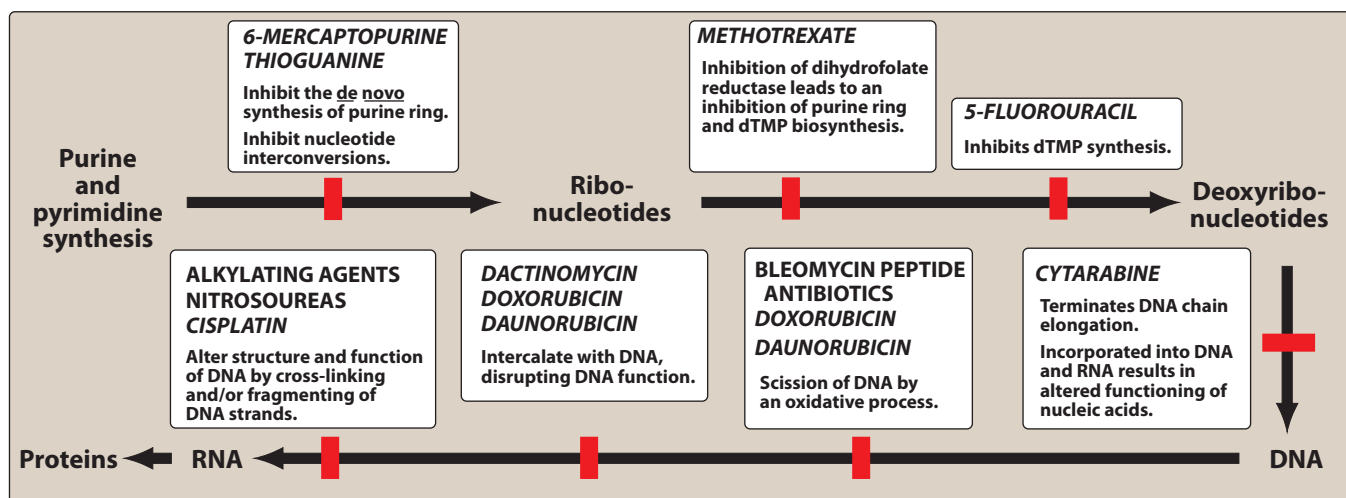 6-MERCAPTOPURINE
THIOGUANINE
Inhibit the de novo
synthesis of purine ring.
Inhibit nucleotide
interconversions.
METHOTREXATE
Inhibition of dihydrofolate
reductase leads to an
inhibition of purine ring
and dTMP biosynthesis.
5-FLUOROURACIL
Inhibits dTMP synthesis.
Purine
and
pyrimidine
synthesis
Ribo-
nucleotides
Deoxyribo-
nucleotides
ALKYLATING AGENTS
NITROSOUREAS
CISPLATIN
Alter structure and function
of DNA by cross-linking
and/or fragmenting of
DNA strands.
DACTINOMYCIN
DOXORUBICIN
DAUNORUBICIN
Intercalate with DNA,
disrupting DNA function.
BLEOMYCIN PEPTIDE
ANTIBIOTICS
DOXORUBICIN
DAUNORUBICIN
Scission of DNA by
an oxidative process.
CYTARABINE
Terminates DNA chain
elongation.
Incorporated into DNA
and RNA results in
altered functioning of
nucleic acids.
Proteins
RNA
DNA